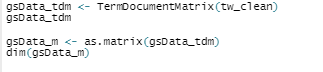 gsData_tdm <- TermDocumentMatrix(tw_clean)
gsData_tdm
gsData_m <- as.matrix(gsData_tdm)
dim(gsData_m)